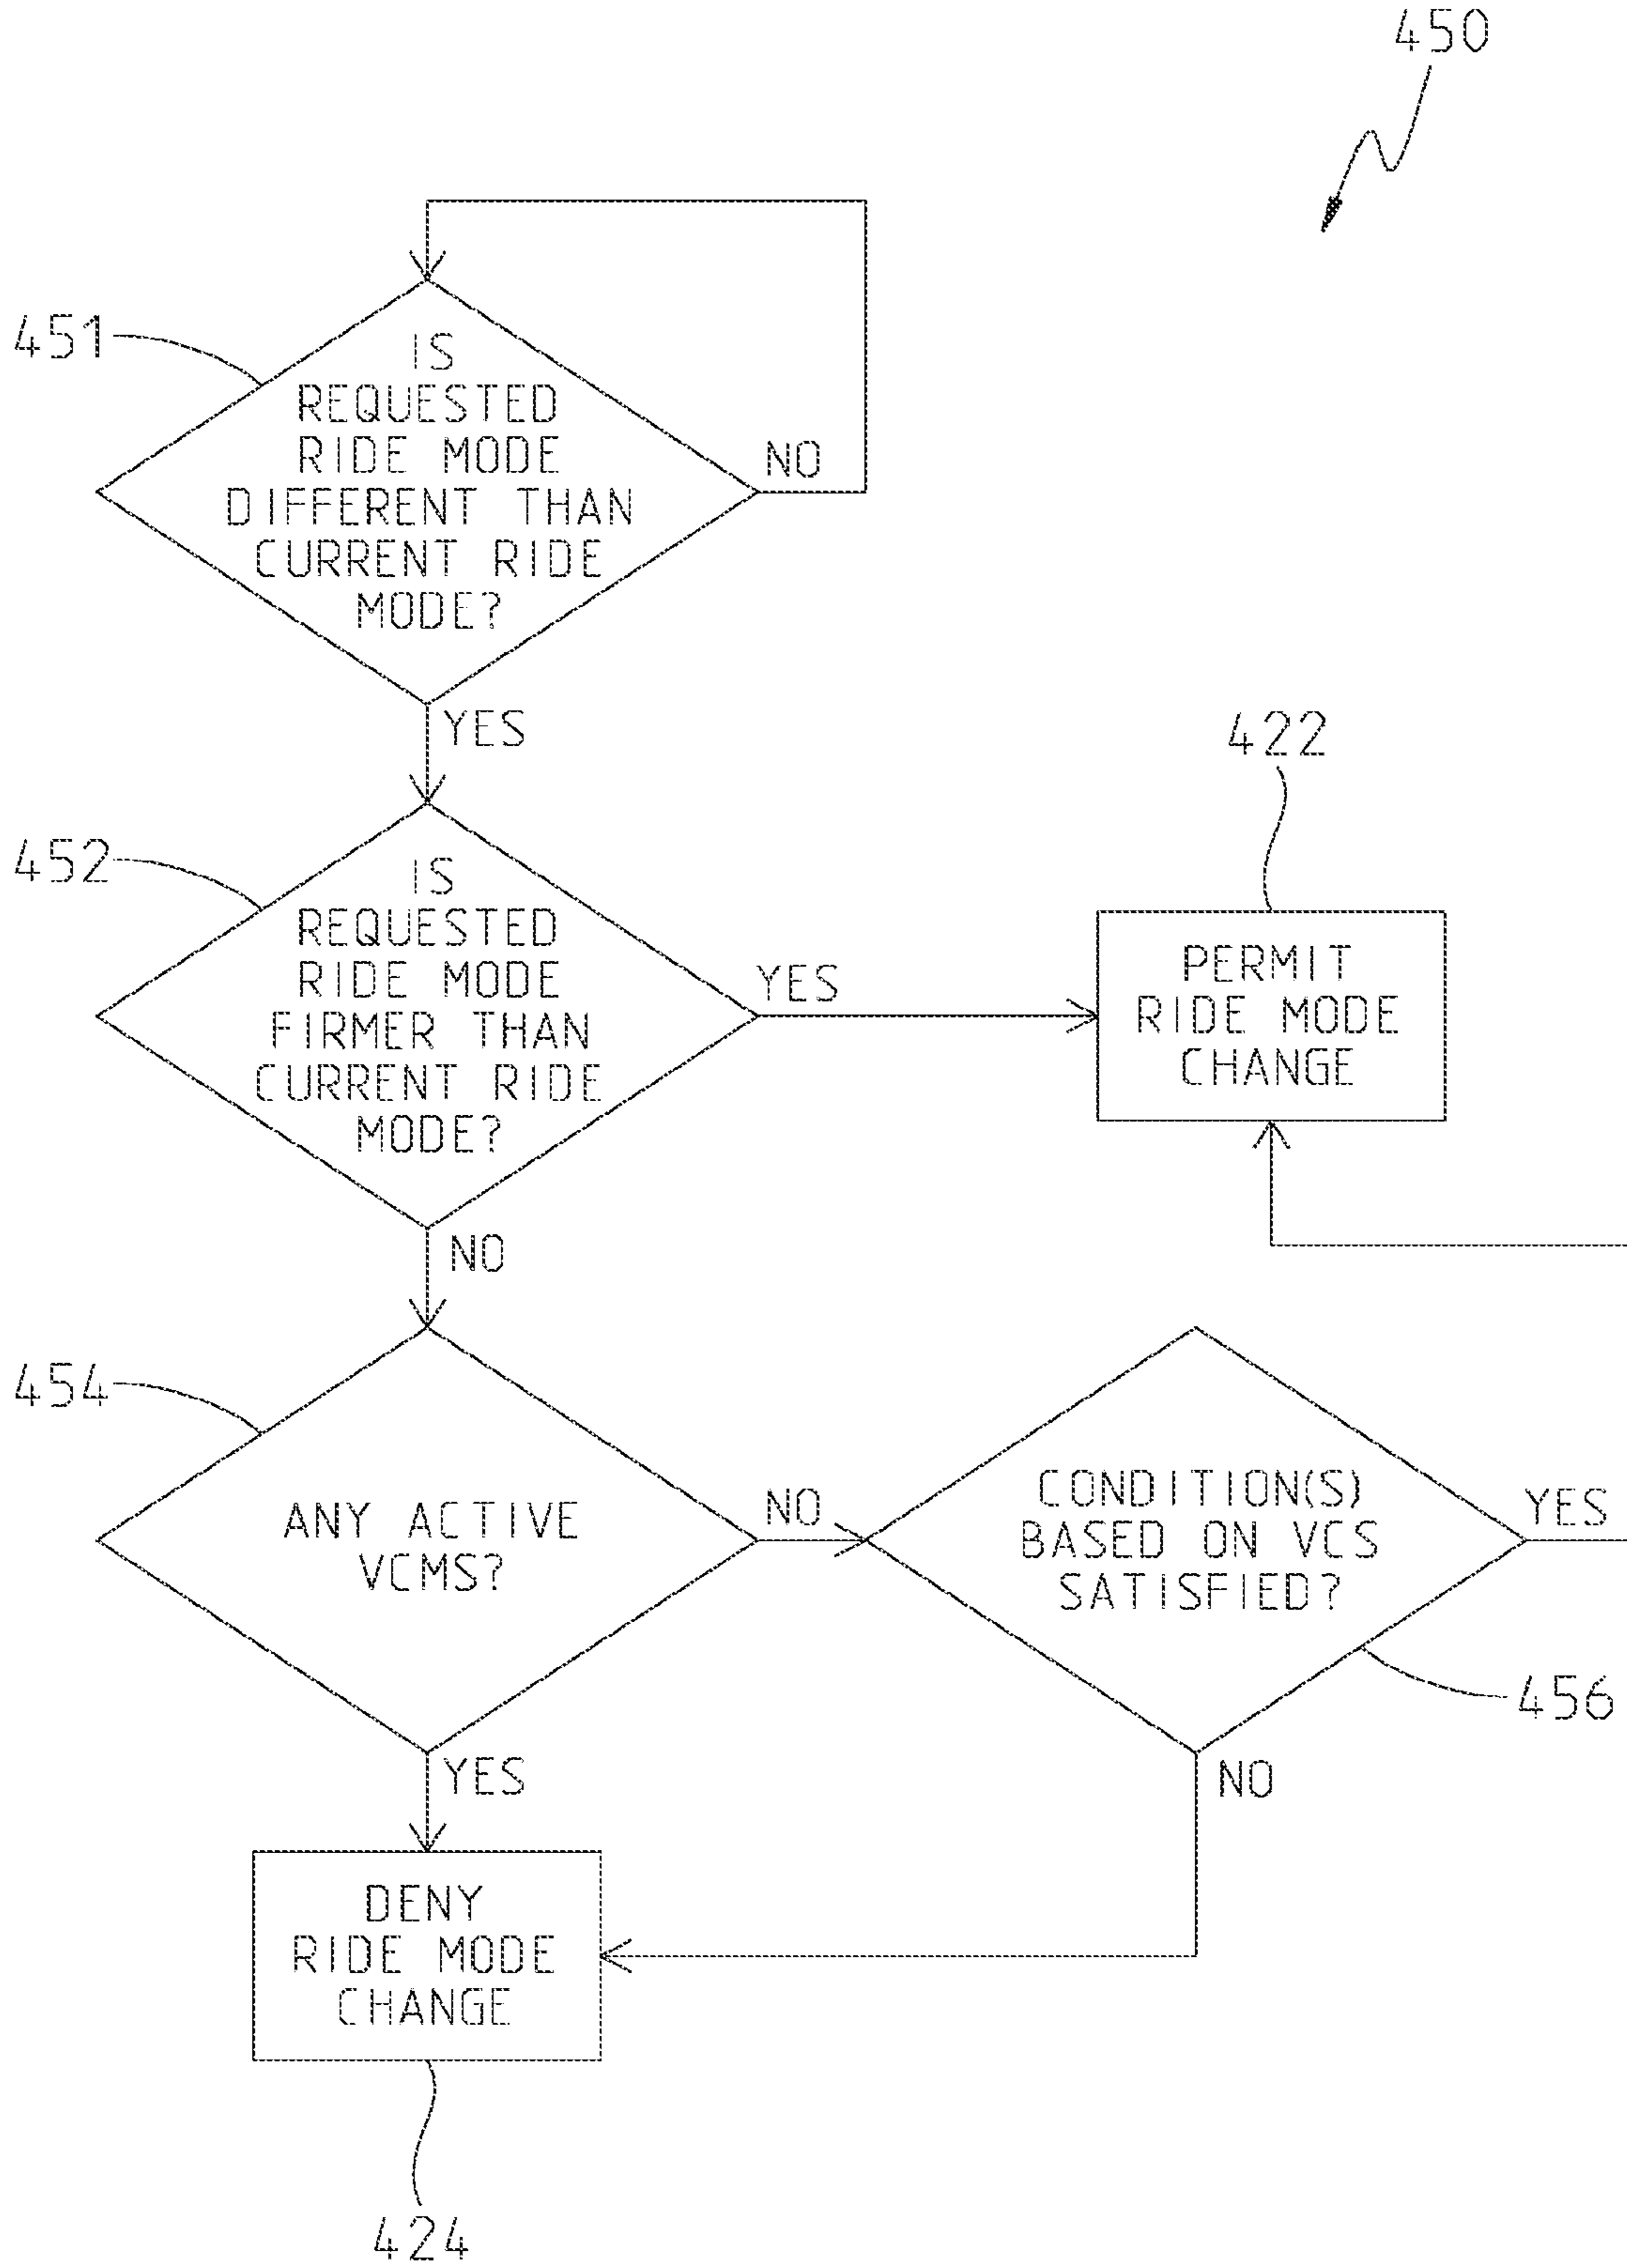 450
451
IS
REQUESTED
RIDE MODE
DIFFERENT THAN
CURRENT RIDE
MODE?
NO
YES
422
452
IS
REQUESTED
RIDE MODE
FIRMER THAN
CURRENT RIDE
MODE?
YES
PERMIT
RIDE MODE
CHANGE
NO
454
ANY ACTIVE
VCMS?
NO
CONDITION(S)
BASED ON VCS
SATISFIED?
YES
456
YES
NO
DENY
RIDE MODE
CHANGE
424